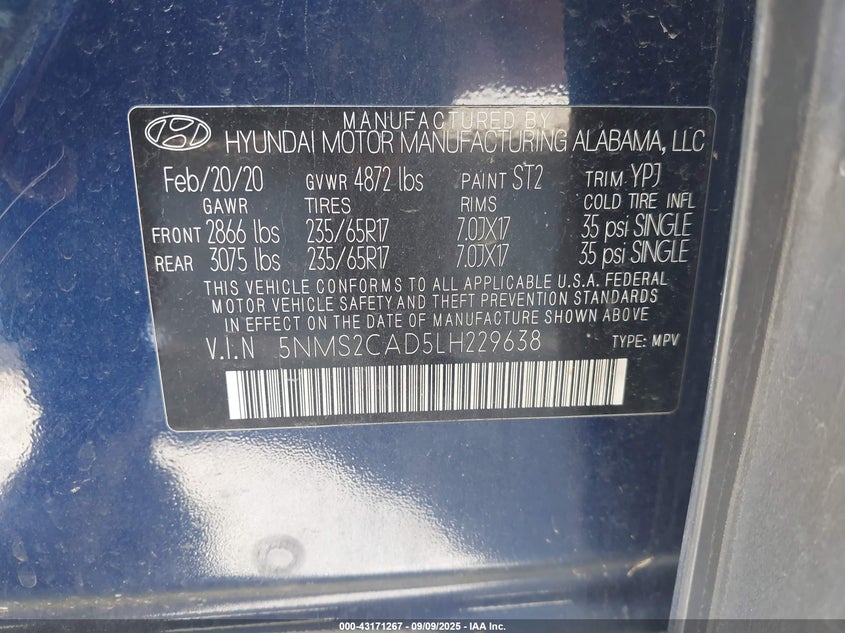 MANUFACTURED BY
HYUNDAI MOTOR MANUFACTURING ALABAMA, LLC
Feb/20/20 GVWR 4872 lbs PAINT ST2 TRIM YPJ
GAWR TIRES RIMS COLD TIRE INFL
FRONT 2866 lbs 235/65R17 7.0JX17 35 psi SINGLE
REAR 3075 lbs 235/65R17 7.0JX17 35 psi SINGLE
THIS VEHICLE CONFORMS TO ALL APPLICABLE U.S.A. FEDERAL
MOTOR VEHICLE SAFETY AND THEFT PREVENTION STANDARDS
IN EFFECT ON THE DATE OF MANUFACTURE SHOWN ABOVE
V.I.N 5NMS2CAD5LH229638 TYPE: MPV
000-43171267 - 09/09/2025 - IAA Inc.